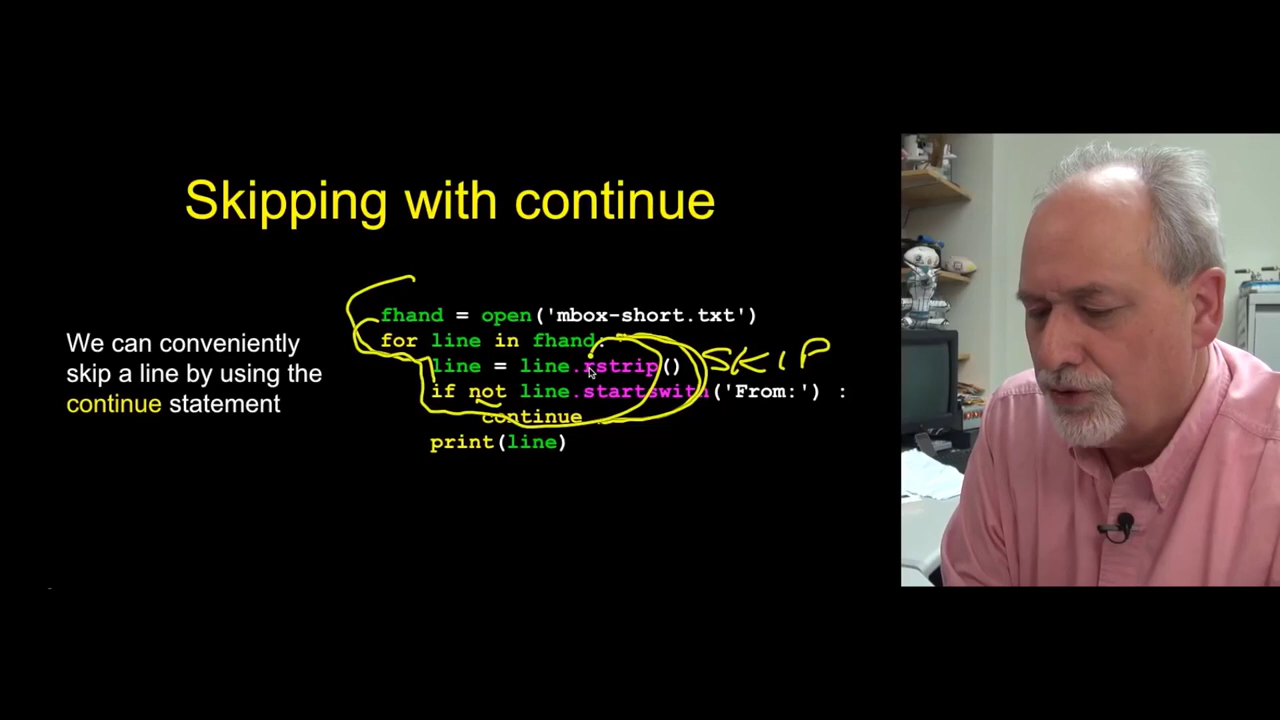 Skipping with continue
We can conveniently
skip a line by using the
continue statement
fhand = open('mbox-short.txt')
for line in fhand:
line = line.rstrip()
if not line.startswith('From:') :
continue
print(line)
SKIP